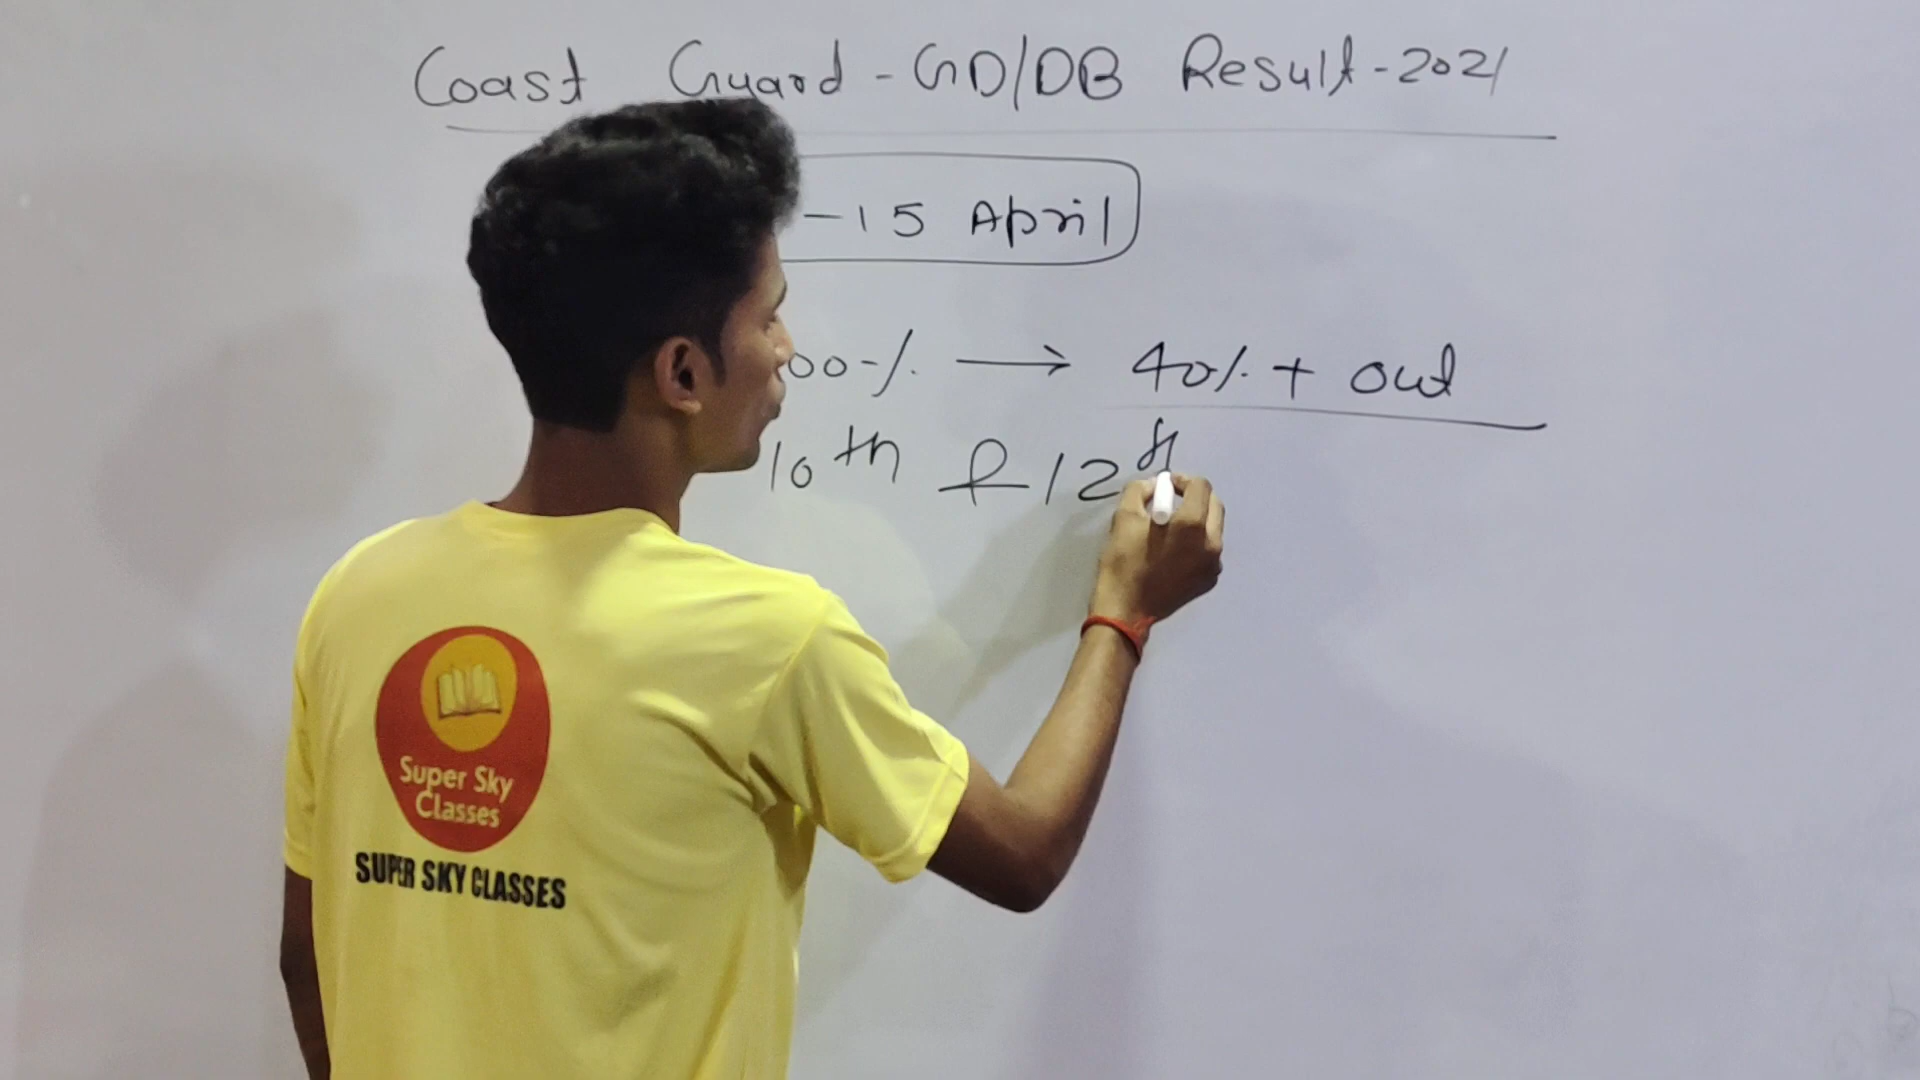 Coast Guard - GD/DB Result - 2021
- 15 April
00% → 40% + out
10th & 12th
Super Sky
Classes
SUPER SKY CLASSES